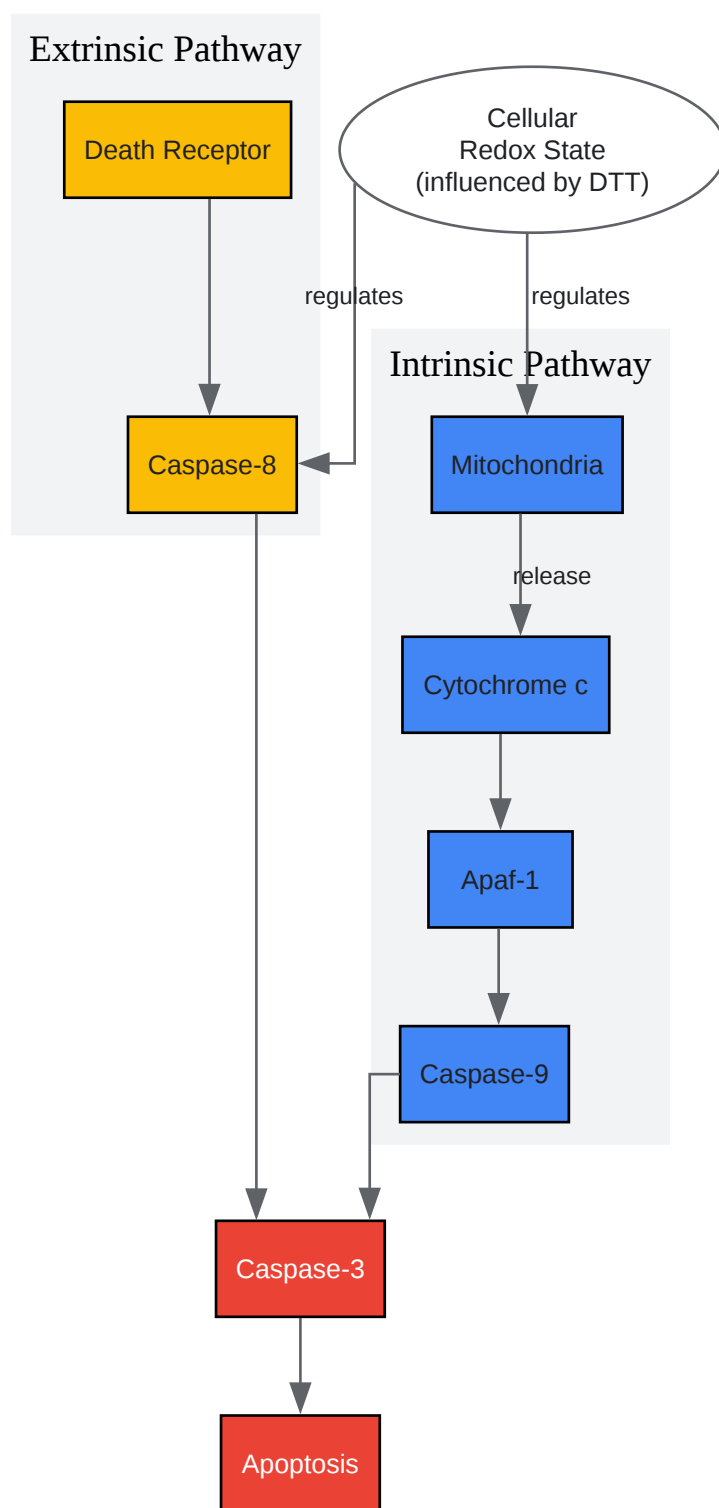 Extrinsic Pathway
Death Receptor
Cellular
Redox State
(influenced by DTT)
regulates
regulates
Intrinsic Pathway
Caspase-8
Mitochondria
release
Cytochrome c
Apaf-1
Caspase-9
Caspase-3
Apoptosis